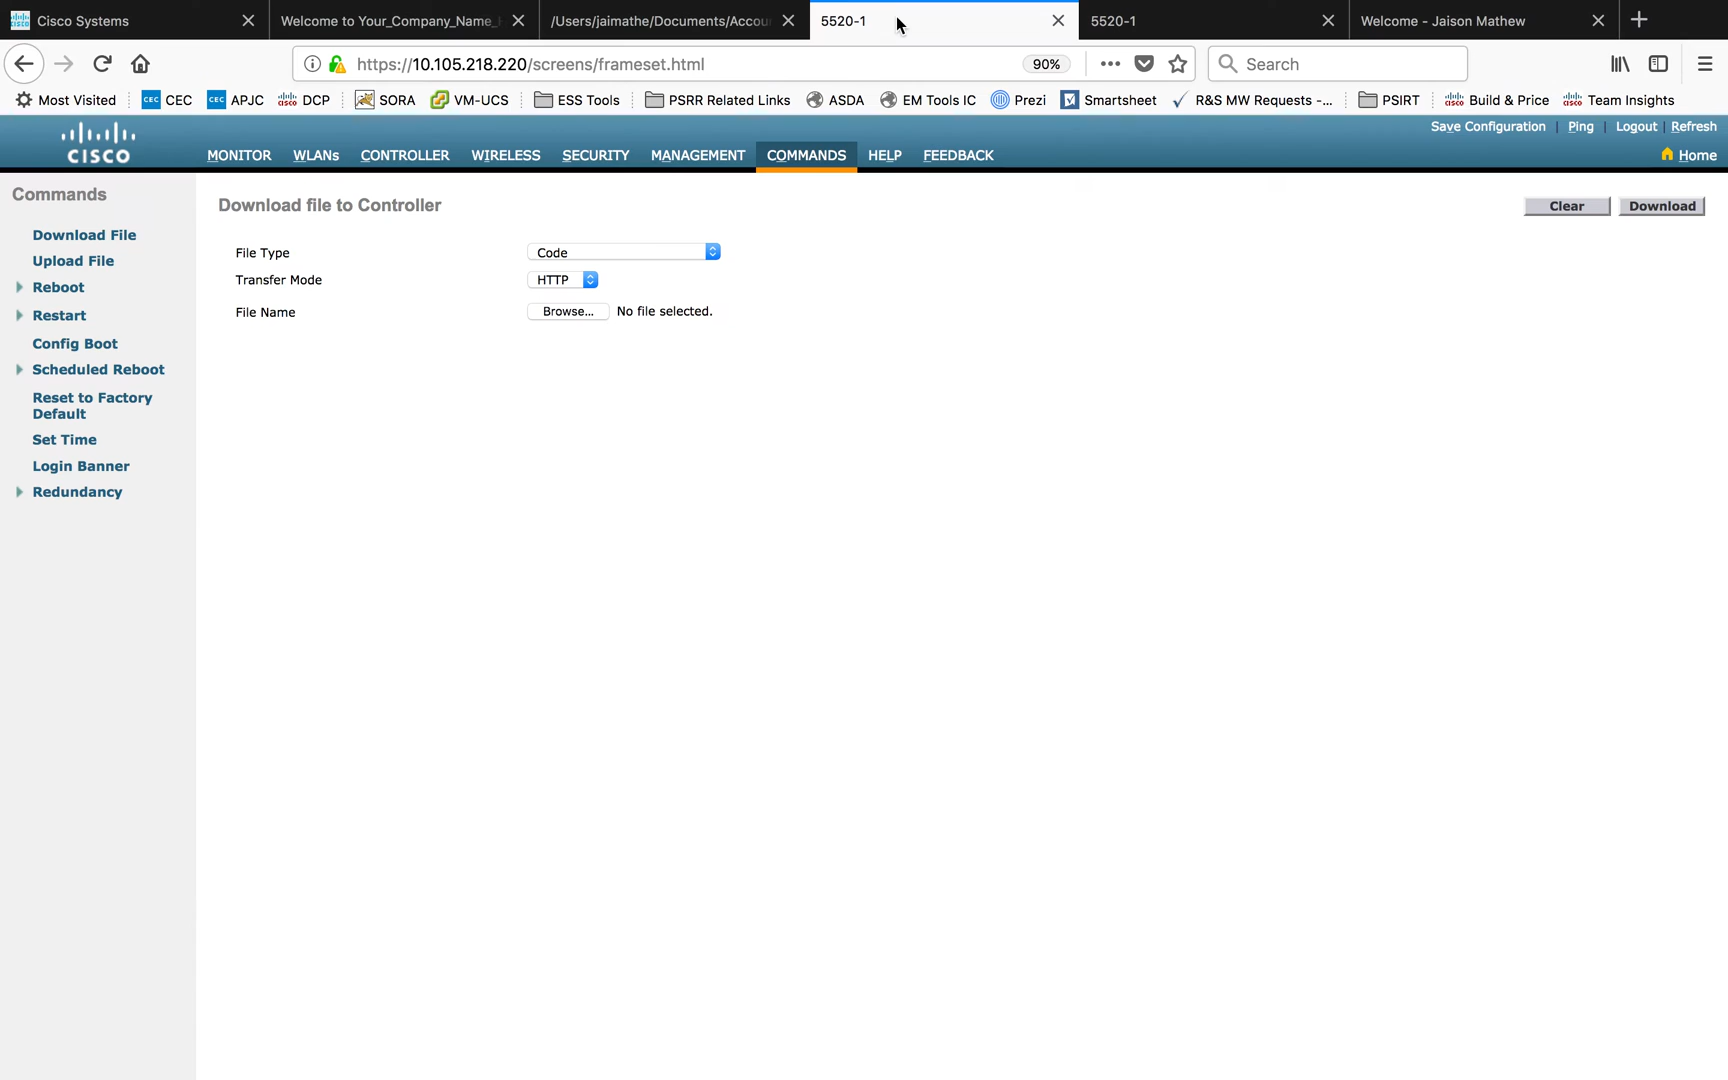 Cisco Systems
Welcome to Your_Company_Name_
/Users/jaimathe/Documents/Accou
5520-1
5520-1
Welcome - Jaison Mathew
https://10.105.218.220/screens/frameset.html
90%
Search
Most Visited
CEC CEC
CEC APJC
cisco DCP
SORA
VM-UCS
ESS Tools
PSRR Related Links
ASDA
EM Tools IC
Prezi
Smartsheet
R&S MW Requests -...
PSIRT
cisco Build & Price
cisco Team Insights
CISCO
Save Configuration | Ping | Logout | Refresh
MONITOR WLANs CONTROLLER WIRELESS SECURITY MANAGEMENT COMMANDS HELP FEEDBACK
Home
Commands
Download File
Upload File
Reboot
Restart
Config Boot
Scheduled Reboot
Reset to Factory
Default
Set Time
Login Banner
Redundancy
Download file to Controller
Clear
Download
File Type Code
Transfer Mode HTTP
File Name Browse... No file selected.